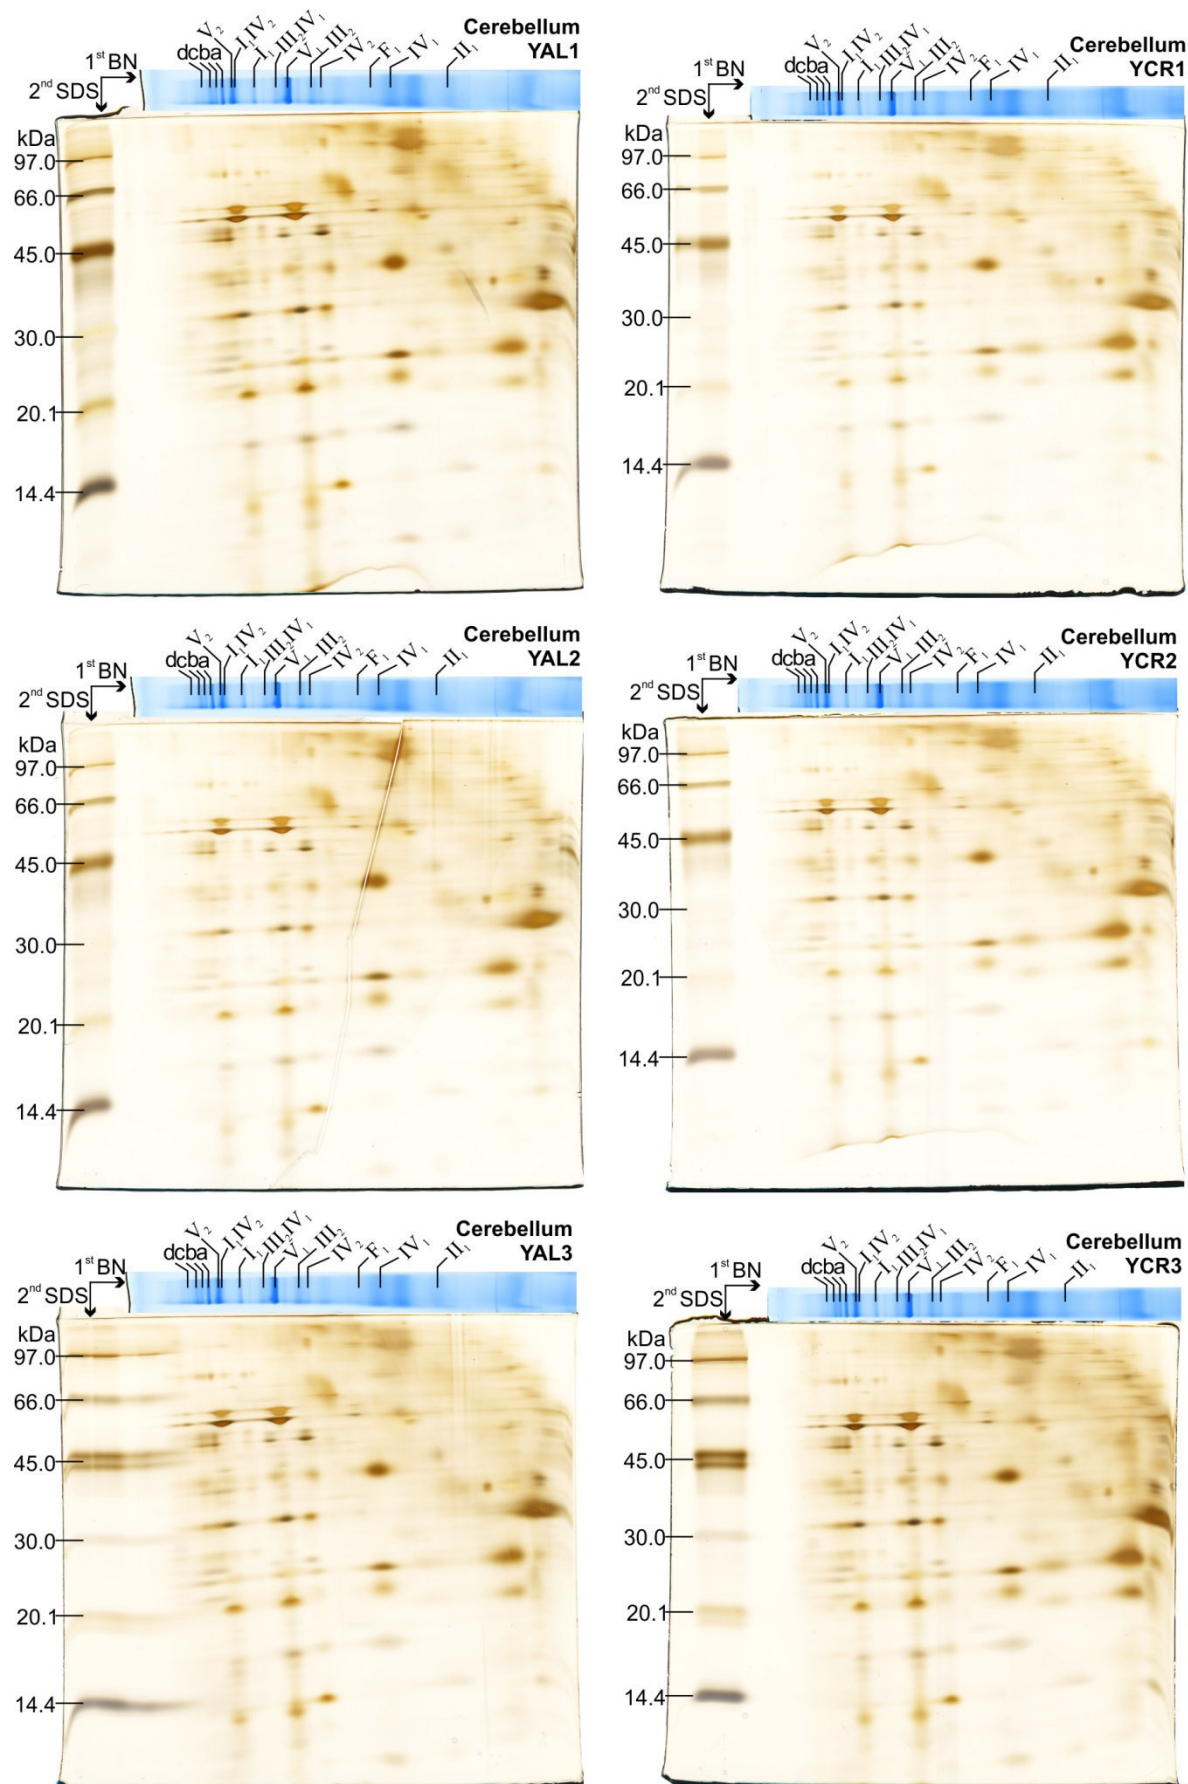 Cerebellum
YAL1
1st BN
2nd SDS
dcba V₂ I₁IV₂ I₁ III₂IV₁ V₁ III₂ IV₂ F₁ IV₁ II₁
kDa
97.0
66.0
45.0
30.0
20.1
14.4
Cerebellum
YCR1
1st BN
2nd SDS
dcba V₂ I₁IV₂ I₁ III₂IV₁ V₁ III₂ IV₂ F₁ IV₁ II₁
kDa
97.0
66.0
45.0
30.0
20.1
14.4
Cerebellum
YAL2
1st BN
2nd SDS
dcba V₂ I₁IV₂ I₁ III₂IV₁ V₁ III₂ IV₂ F₁ IV₁ II₁
kDa
97.0
66.0
45.0
30.0
20.1
14.4
Cerebellum
YCR2
1st BN
2nd SDS
dcba V₂ I₁IV₂ I₁ III₂IV₁ V₁ III₂ IV₂ F₁ IV₁ II₁
kDa
97.0
66.0
45.0
30.0
20.1
14.4
Cerebellum
YAL3
1st BN
2nd SDS
dcba V₂ I₁IV₂ I₁ III₂IV₁ V₁ III₂ IV₂ F₁ IV₁ II₁
kDa
97.0
66.0
45.0
30.0
20.1
14.4
Cerebellum
YCR3
1st BN
2nd SDS
dcba V₂ I₁IV₂ I₁ III₂IV₁ V₁ III₂ IV₂ F₁ IV₁ II₁
kDa
97.0
66.0
45.0
30.0
20.1
14.4